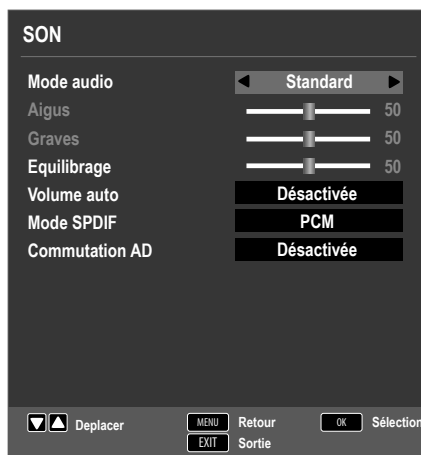 SON
Mode audio Standard
Aigus 50
Graves 50
Equilibrage 50
Volume auto Désactivée
Mode SPDIF PCM
Commutation AD Désactivée
Deplacer MENU Retour OK Sélection
EXIT Sortie